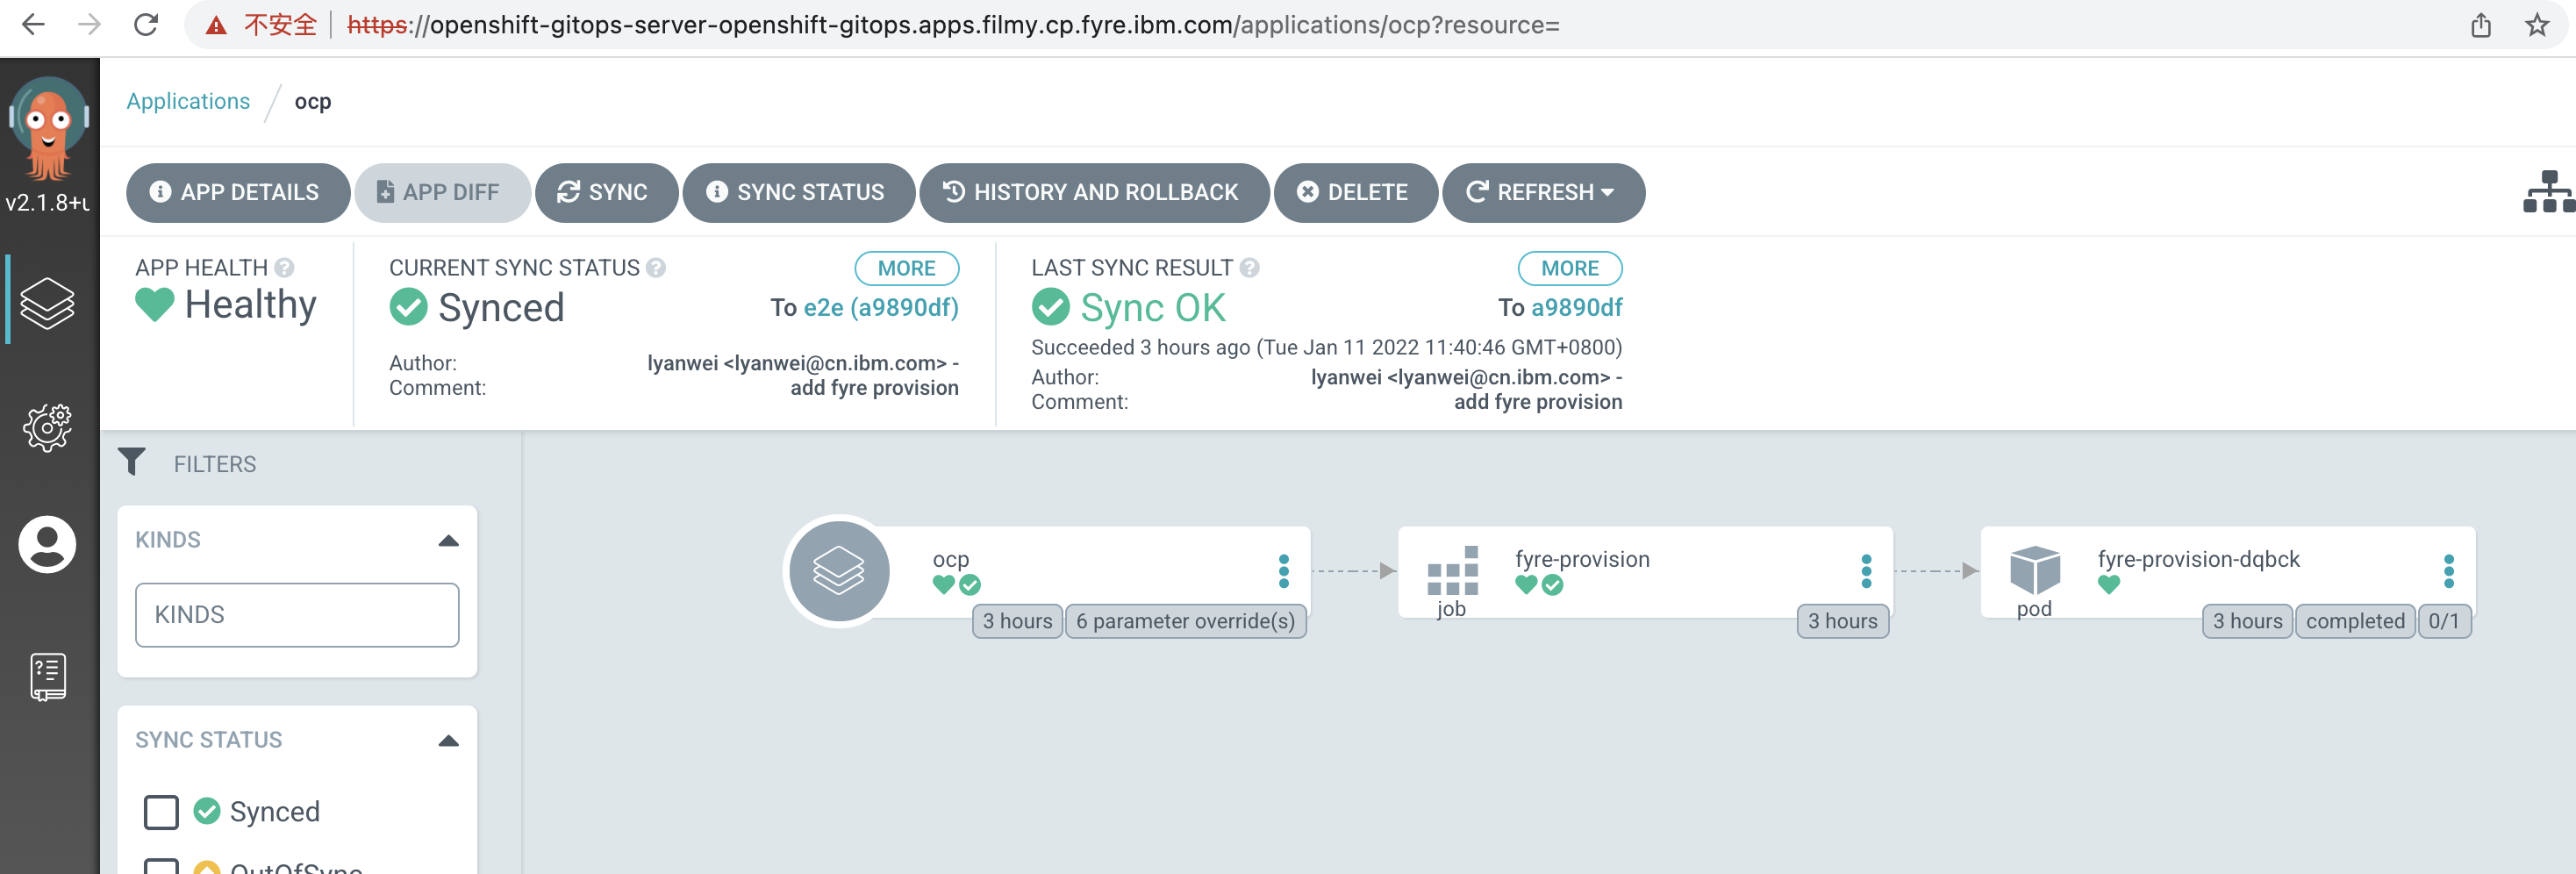 不安全 https://openshift-gitops-server-openshift-gitops.apps.filmy.cp.fyre.ibm.com/applications/ocp?resource=
Applications / ocp
v2.1.8+u
APP DETAILS APP DIFF SYNC SYNC STATUS HISTORY AND ROLLBACK DELETE REFRESH
APP HEALTH
Healthy
CURRENT SYNC STATUS MORE
Synced To e2e (a9890df)
Author: lyanwei <lyanwei@cn.ibm.com> -
Comment: add fyre provision
LAST SYNC RESULT MORE
Sync OK To a9890df
Succeeded 3 hours ago (Tue Jan 11 2022 11:40:46 GMT+0800)
Author: lyanwei <lyanwei@cn.ibm.com> -
Comment: add fyre provision
FILTERS
KINDS
KINDS
SYNC STATUS
Synced
OutOfSync
ocp
3 hours 6 parameter override(s)
fyre-provision
job
3 hours
fyre-provision-dqbck
pod
3 hours completed 0/1